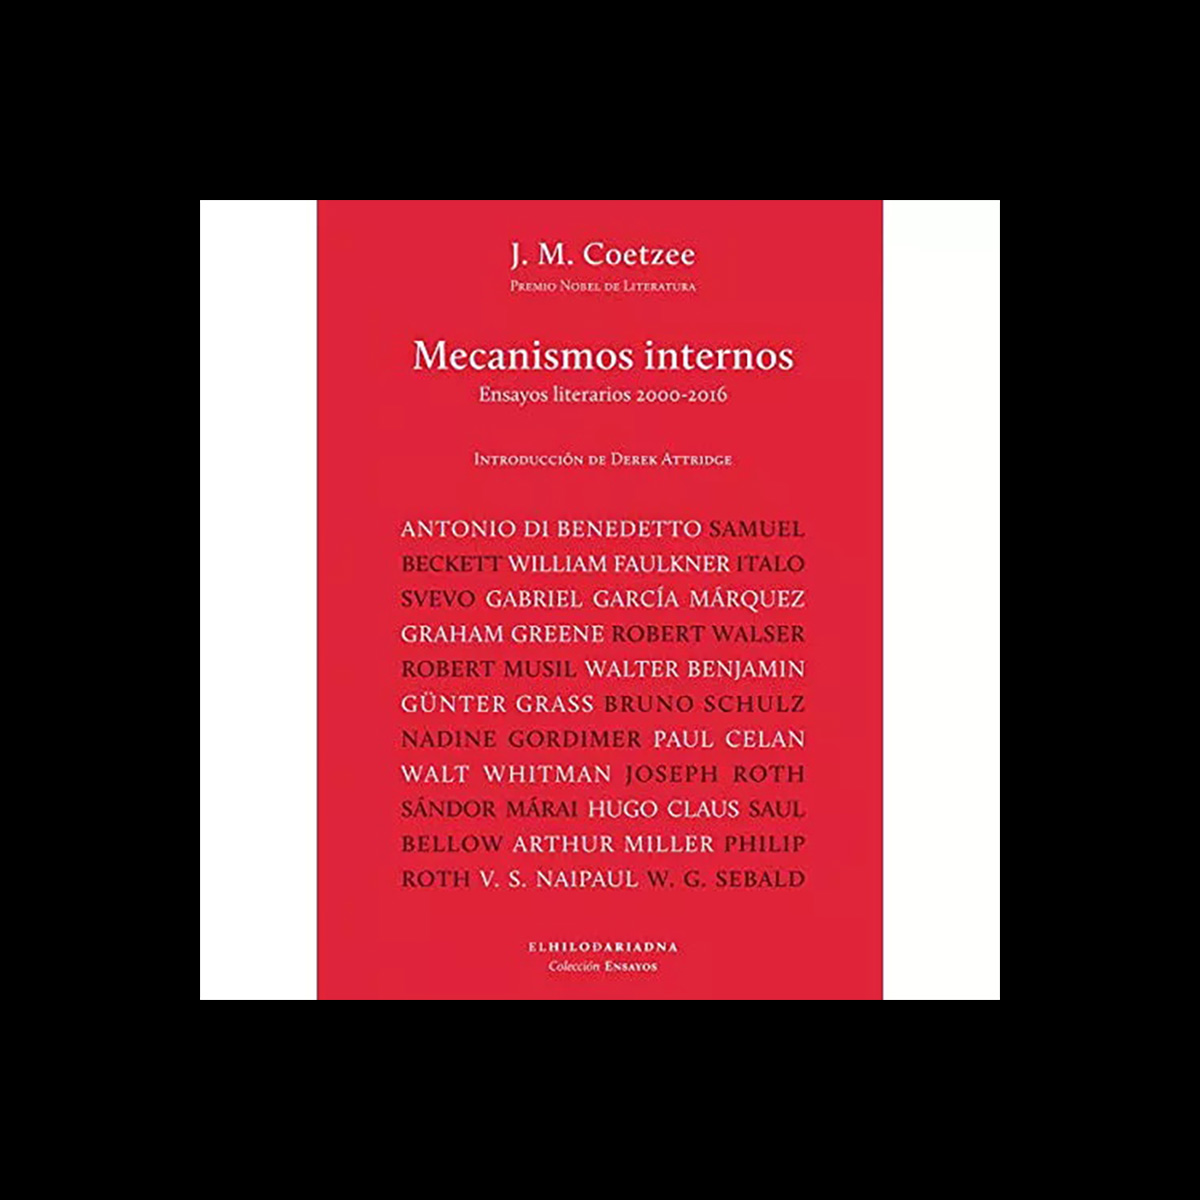 J. M. Coetzee
Premio Nobel de Literatura
Mecanismos internos
Ensayos literarios 2000-2016
Introducción de Derek Attridge
ANTONIO DI BENEDETTO SAMUEL
BECKETT WILLIAM FAULKNER ITALO
SVEVO GABRIEL GARCÍA MÁRQUEZ
GRAHAM GREENE ROBERT WALSER
ROBERT MUSIL WALTER BENJAMIN
GÜNTER GRASS BRUNO SCHULZ
NADINE GORDIMER PAUL CELAN
WALT WHITMAN JOSEPH ROTH
SÁNDOR MÁRAI HUGO CLAUS SAUL
BELLOW ARTHUR MILLER PHILIP
ROTH V. S. NAIPAUL W. G. SEBALD
ELHILODARIADNA
Colección Ensayos